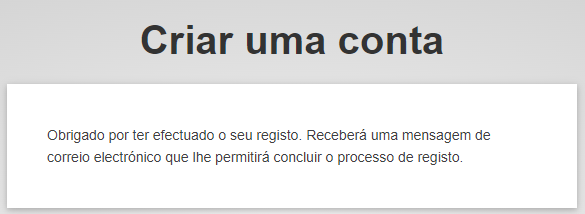 Criar uma conta
Obrigado por ter efectuado o seu registo. Receberá uma mensagem de
correio electrónico que lhe permitirá concluir o processo de registo.